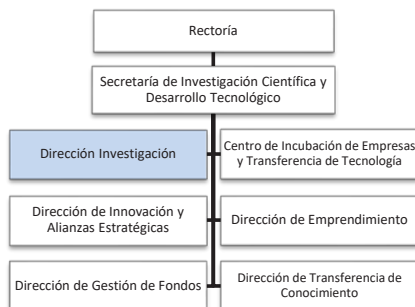 Rectoría
Secretaría de Investigación Científica y
Desarrollo Tecnológico
Dirección Investigación
Centro de Incubación de Empresas
y Transferencia de Tecnología
Dirección de Innovación y
Alianzas Estratégicas
Dirección de Emprendimiento
Dirección de Gestión de Fondos
Dirección de Transferencia de
Conocimiento